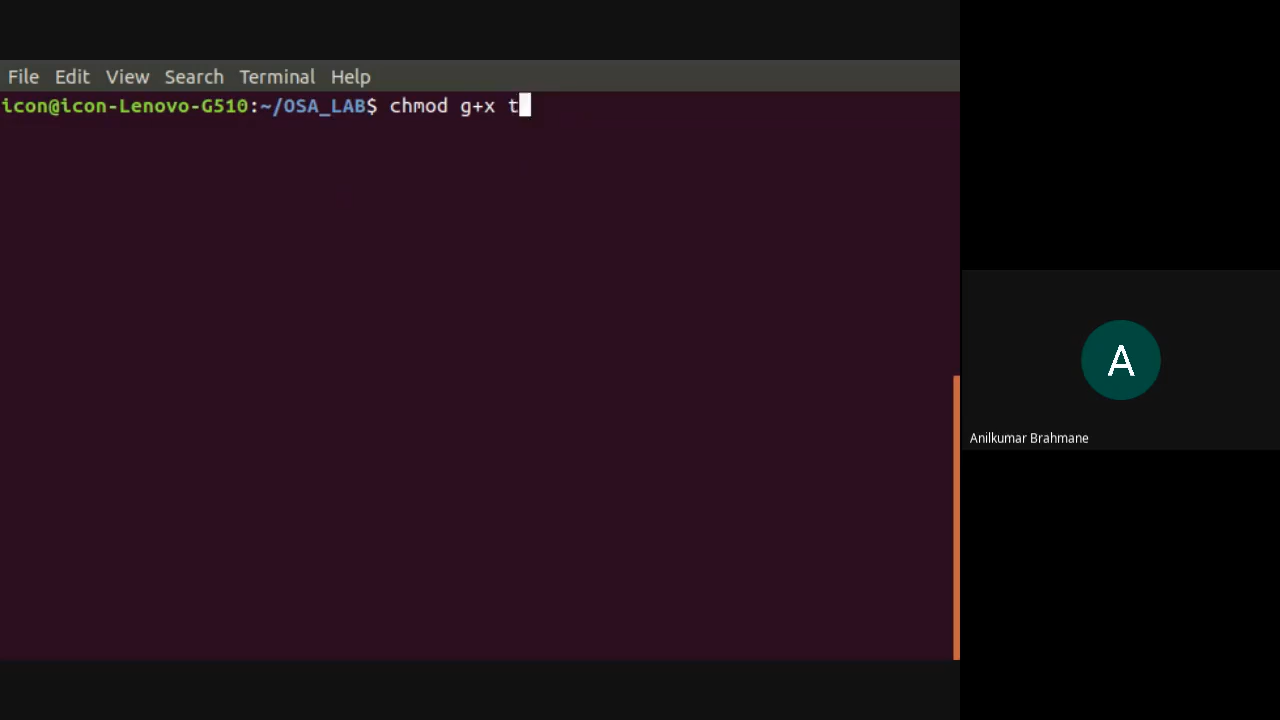 File Edit View Search Terminal Help
icon@icon-Lenovo-G510:~/OSA_LAB$ chmod g+x t
A
Anilkumar Brahmane